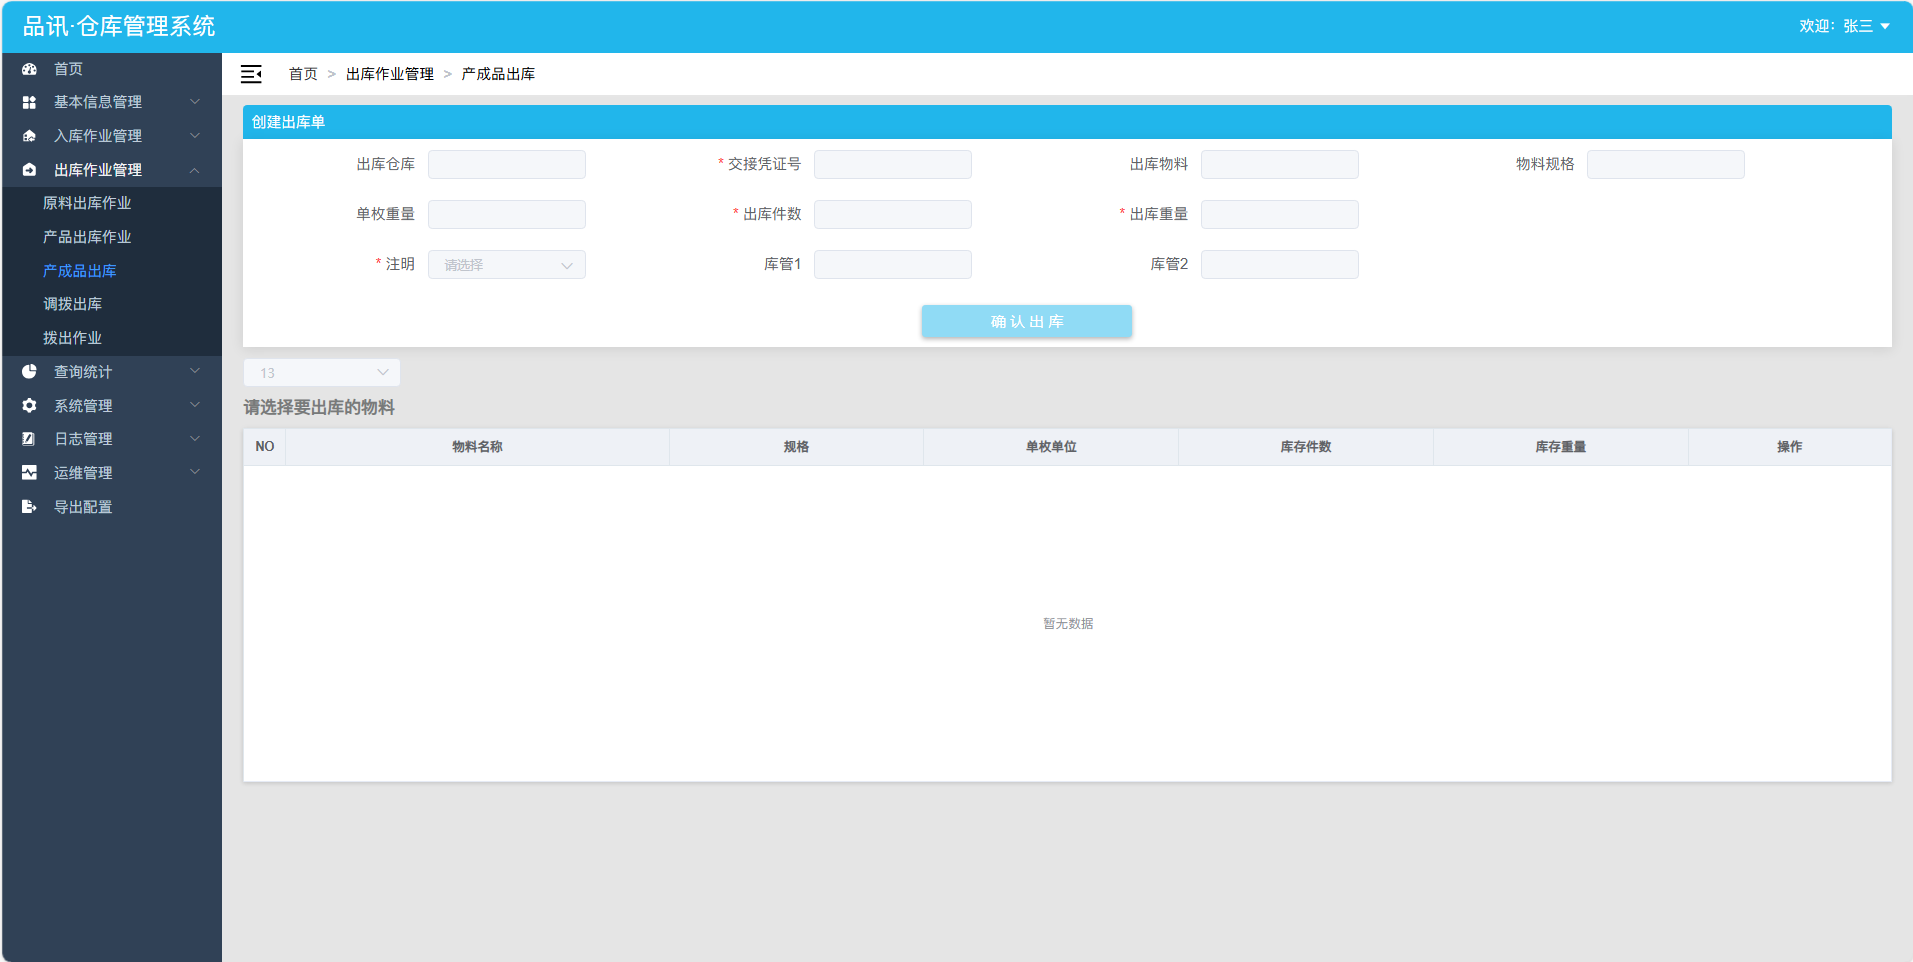 品讯·仓库管理系统
欢迎：张三
首页
基本信息管理
入库作业管理
出库作业管理
原料出库作业
产品出库作业
产成品出库
调拨出库
拨出作业
查询统计
系统管理
日志管理
运维管理
导出配置
首页 > 出库作业管理 > 产成品出库
创建出库单
出库仓库 * 交接凭证号 出库物料 物料规格
单枚重量 * 出库件数 * 出库重量
* 注明 请选择 库管1 库管2
确认出库
13
请选择要出库的物料
NO 物料名称 规格 单枚单位 库存件数 库存重量 操作
暂无数据